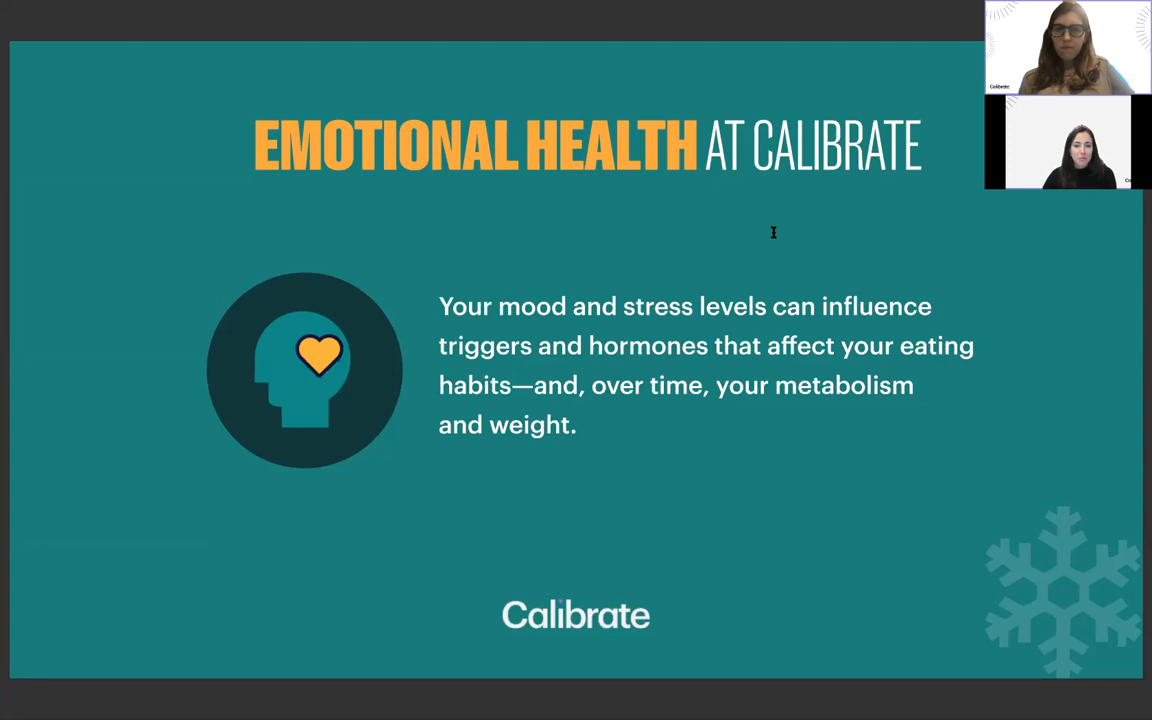 EMOTIONAL HEALTH AT CALIBRATE
Your mood and stress levels can influence
triggers and hormones that affect your eating
habits—and, over time, your metabolism
and weight.
Calibrate
Calibrate